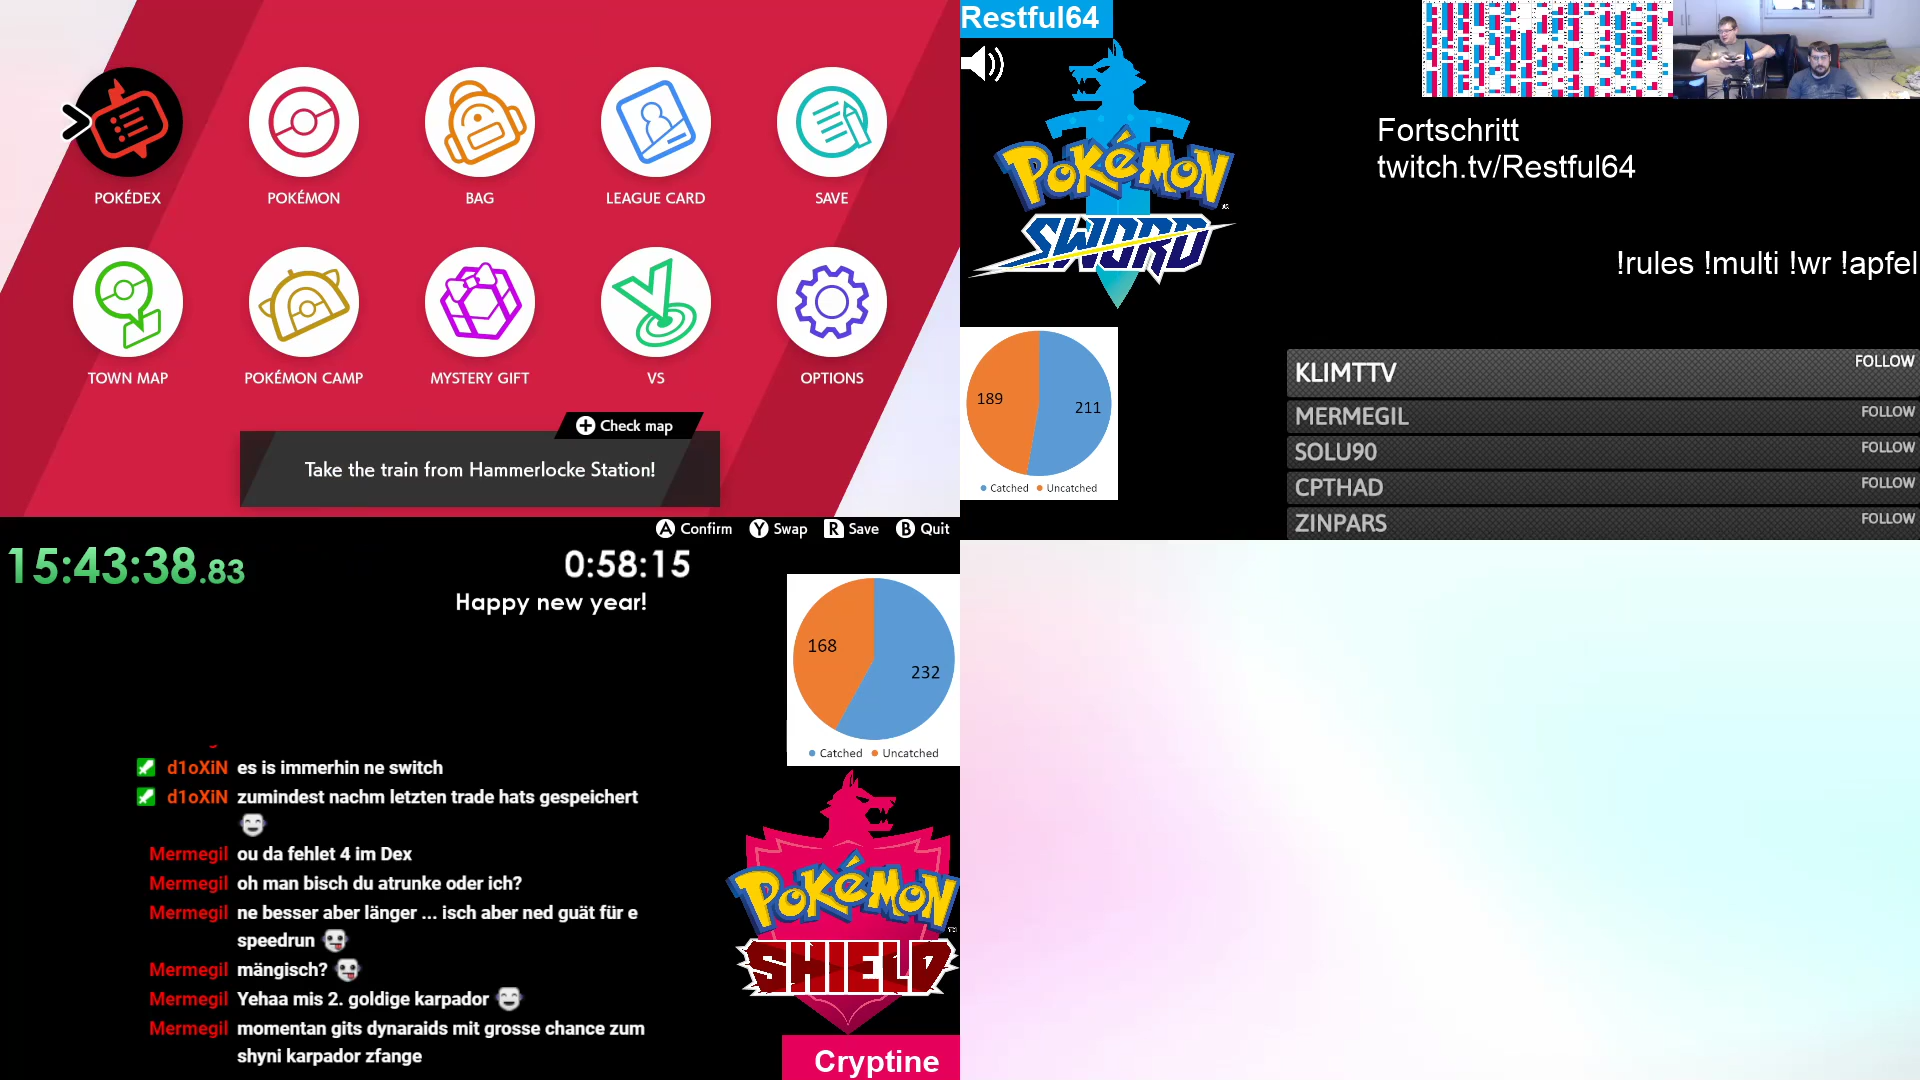 POKÉDEX
POKÉMON
BAG
LEAGUE CARD
SAVE
TOWN MAP
POKÉMON CAMP
MYSTERY GIFT
VS
OPTIONS
Check map
Take the train from Hammerlocke Station!
A Confirm Y Swap R Save B Quit
Restful64
POKÉMON
SWORD
Fortschritt
twitch.tv/Restful64
!rules !multi !wr !apfel
189
211
Catched Uncatched
KLIMTTV FOLLOW
MERMEGIL FOLLOW
SOLU90 FOLLOW
CPTHAD FOLLOW
ZINPARS FOLLOW
15:43:38.83
0:58:15
Happy new year!
168
232
Catched Uncatched
d1oXiN es is immerhin ne switch
d1oXiN zumindest nachm letzten trade hats gespeichert
Mermegil ou da fehlet 4 im Dex
Mermegil oh man bisch du atrunke oder ich?
Mermegil ne besser aber länger ... isch aber ned guät für e
speedrun
Mermegil mängisch?
Mermegil Yehaa mis 2. goldige karpador
Mermegil momentan gits dynaraids mit grosse chance zum
shyni karpador zfange
POKÉMON
SHIELD
Cryptine